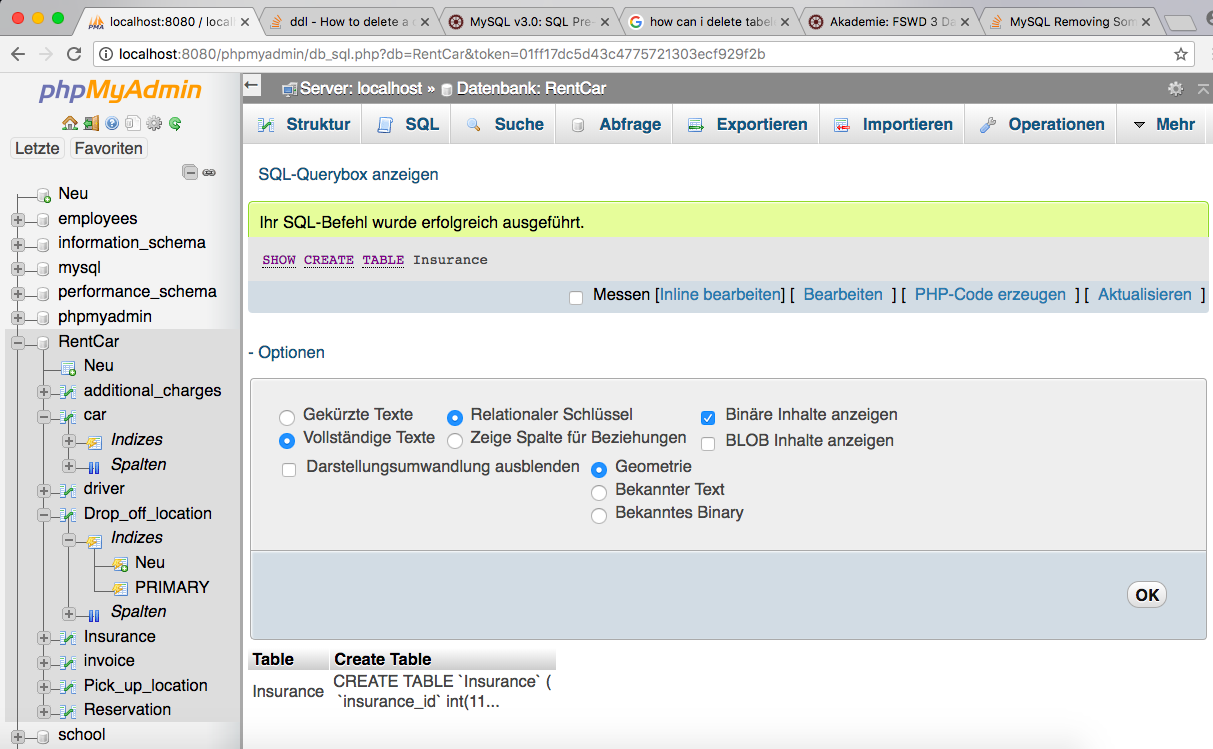 localhost:8080 / local
ddl - How to delete a c
MySQL v3.0: SQL Pre-
how can i delete tabel
Akademie: FSWD 3 Da
MySQL Removing Som
localhost:8080/phpmyadmin/db_sql.php?db=RentCar&token=01ff17dc5d43c4775721303ecf929f2b
phpMyAdmin
Letzte Favoriten
Neu
employees
information_schema
mysql
performance_schema
phpmyadmin
RentCar
Neu
additional_charges
car
Indizes
Spalten
driver
Drop_off_location
Indizes
Neu
PRIMARY
Spalten
Insurance
invoice
Pick_up_location
Reservation
school
Server: localhost » Datenbank: RentCar
Struktur SQL Suche Abfrage Exportieren Importieren Operationen Mehr
SQL-Querybox anzeigen
Ihr SQL-Befehl wurde erfolgreich ausgeführt.
SHOW CREATE TABLE Insurance
Messen [Inline bearbeiten] [ Bearbeiten ] [ PHP-Code erzeugen ] [ Aktualisieren ]
- Optionen
Gekürzte Texte Relationaler Schlüssel Binäre Inhalte anzeigen
Vollständige Texte Zeige Spalte für Beziehungen BLOB Inhalte anzeigen
Darstellungsumwandlung ausblenden Geometrie
Bekannter Text
Bekanntes Binary
OK
Table Create Table
Insurance CREATE TABLE `Insurance` (
`insurance_id` int(11...